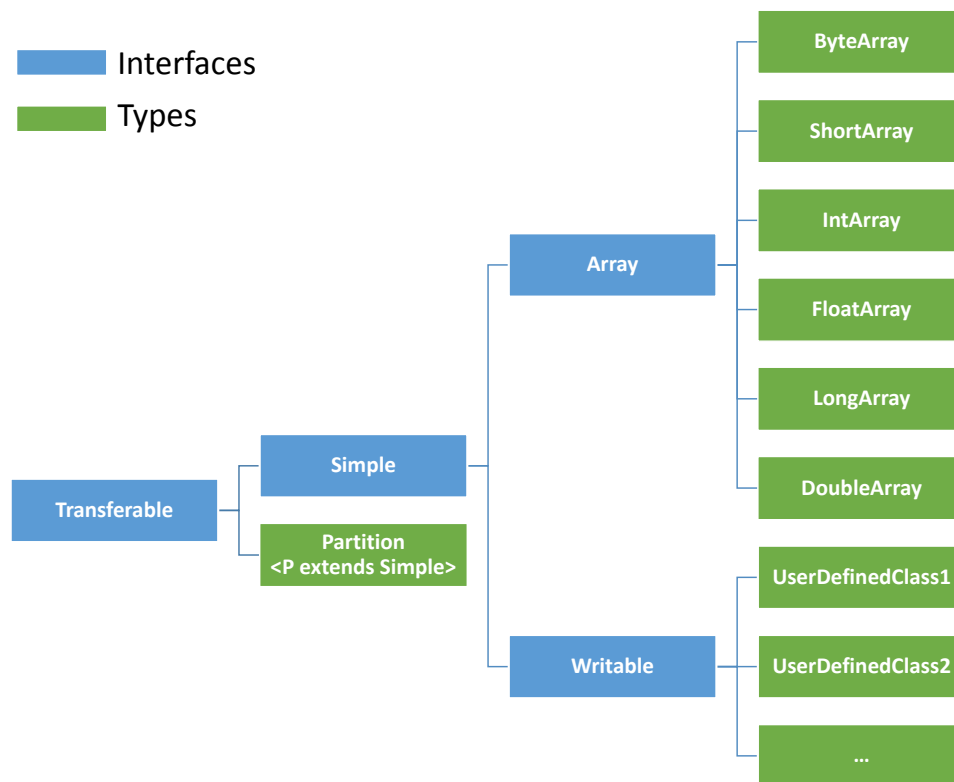 Interfaces
Types
ByteArray
ShortArray
IntArray
Array
FloatArray
LongArray
Simple
DoubleArray
Transferable
Partition
<P extends Simple>
UserDefinedClass1
Writable
UserDefinedClass2
...